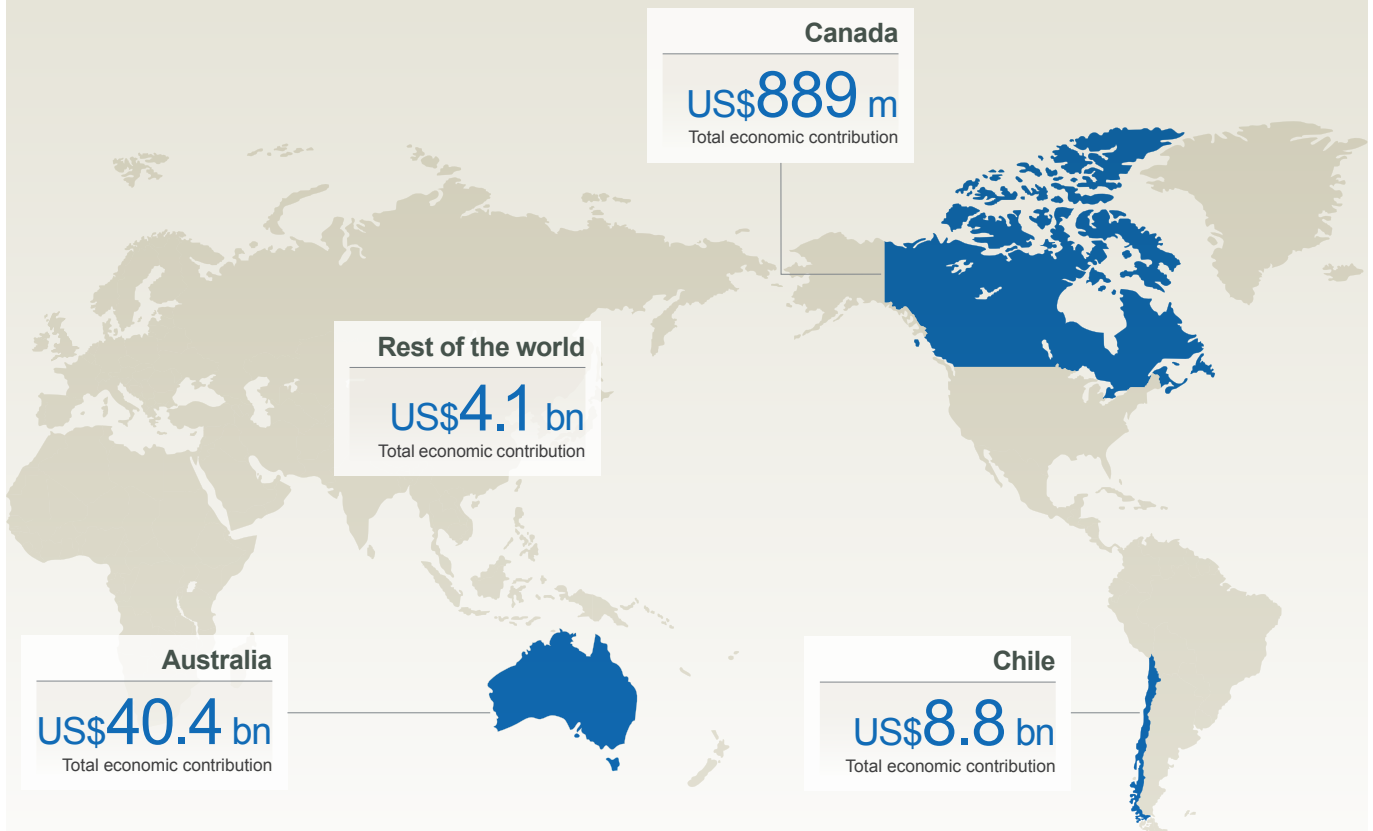 Canada
US$889 m
Total economic contribution
Rest of the world
US$4.1 bn
Total economic contribution
Australia
US$40.4 bn
Total economic contribution
Chile
US$8.8 bn
Total economic contribution